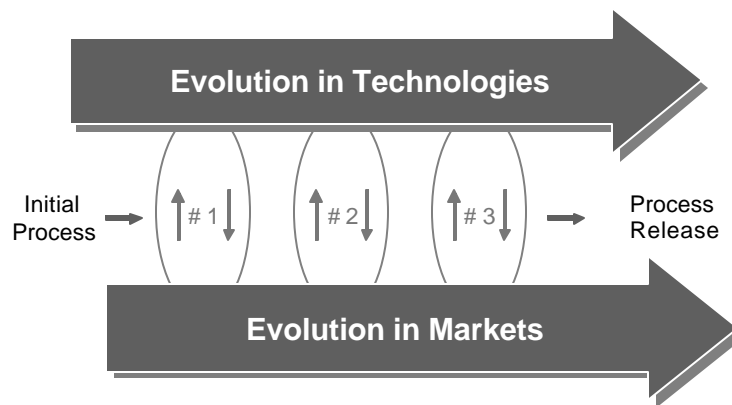 Evolution in Technologies
Initial
Process
# 1
# 2
# 3
Process
Release
Evolution in Markets